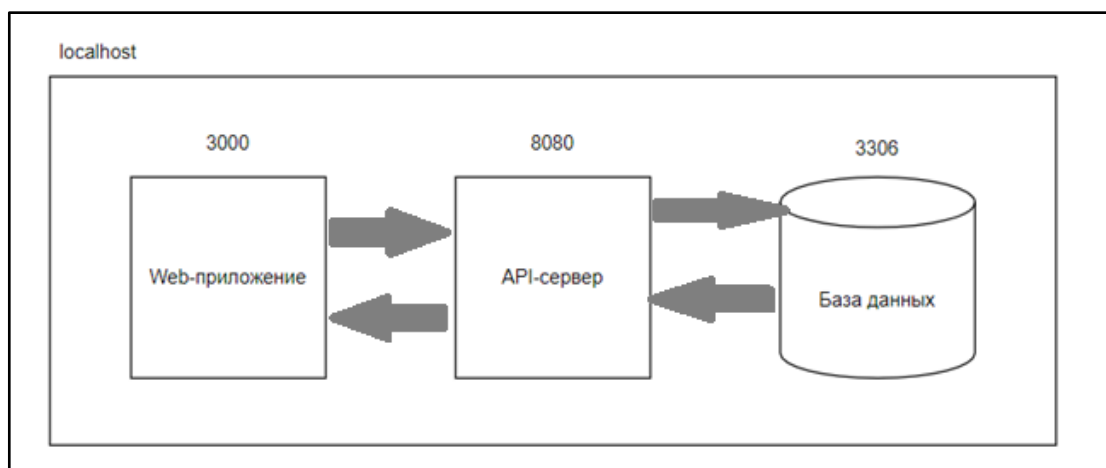 localhost
3000
8080
3306
Web-приложение
API-сервер
База данных